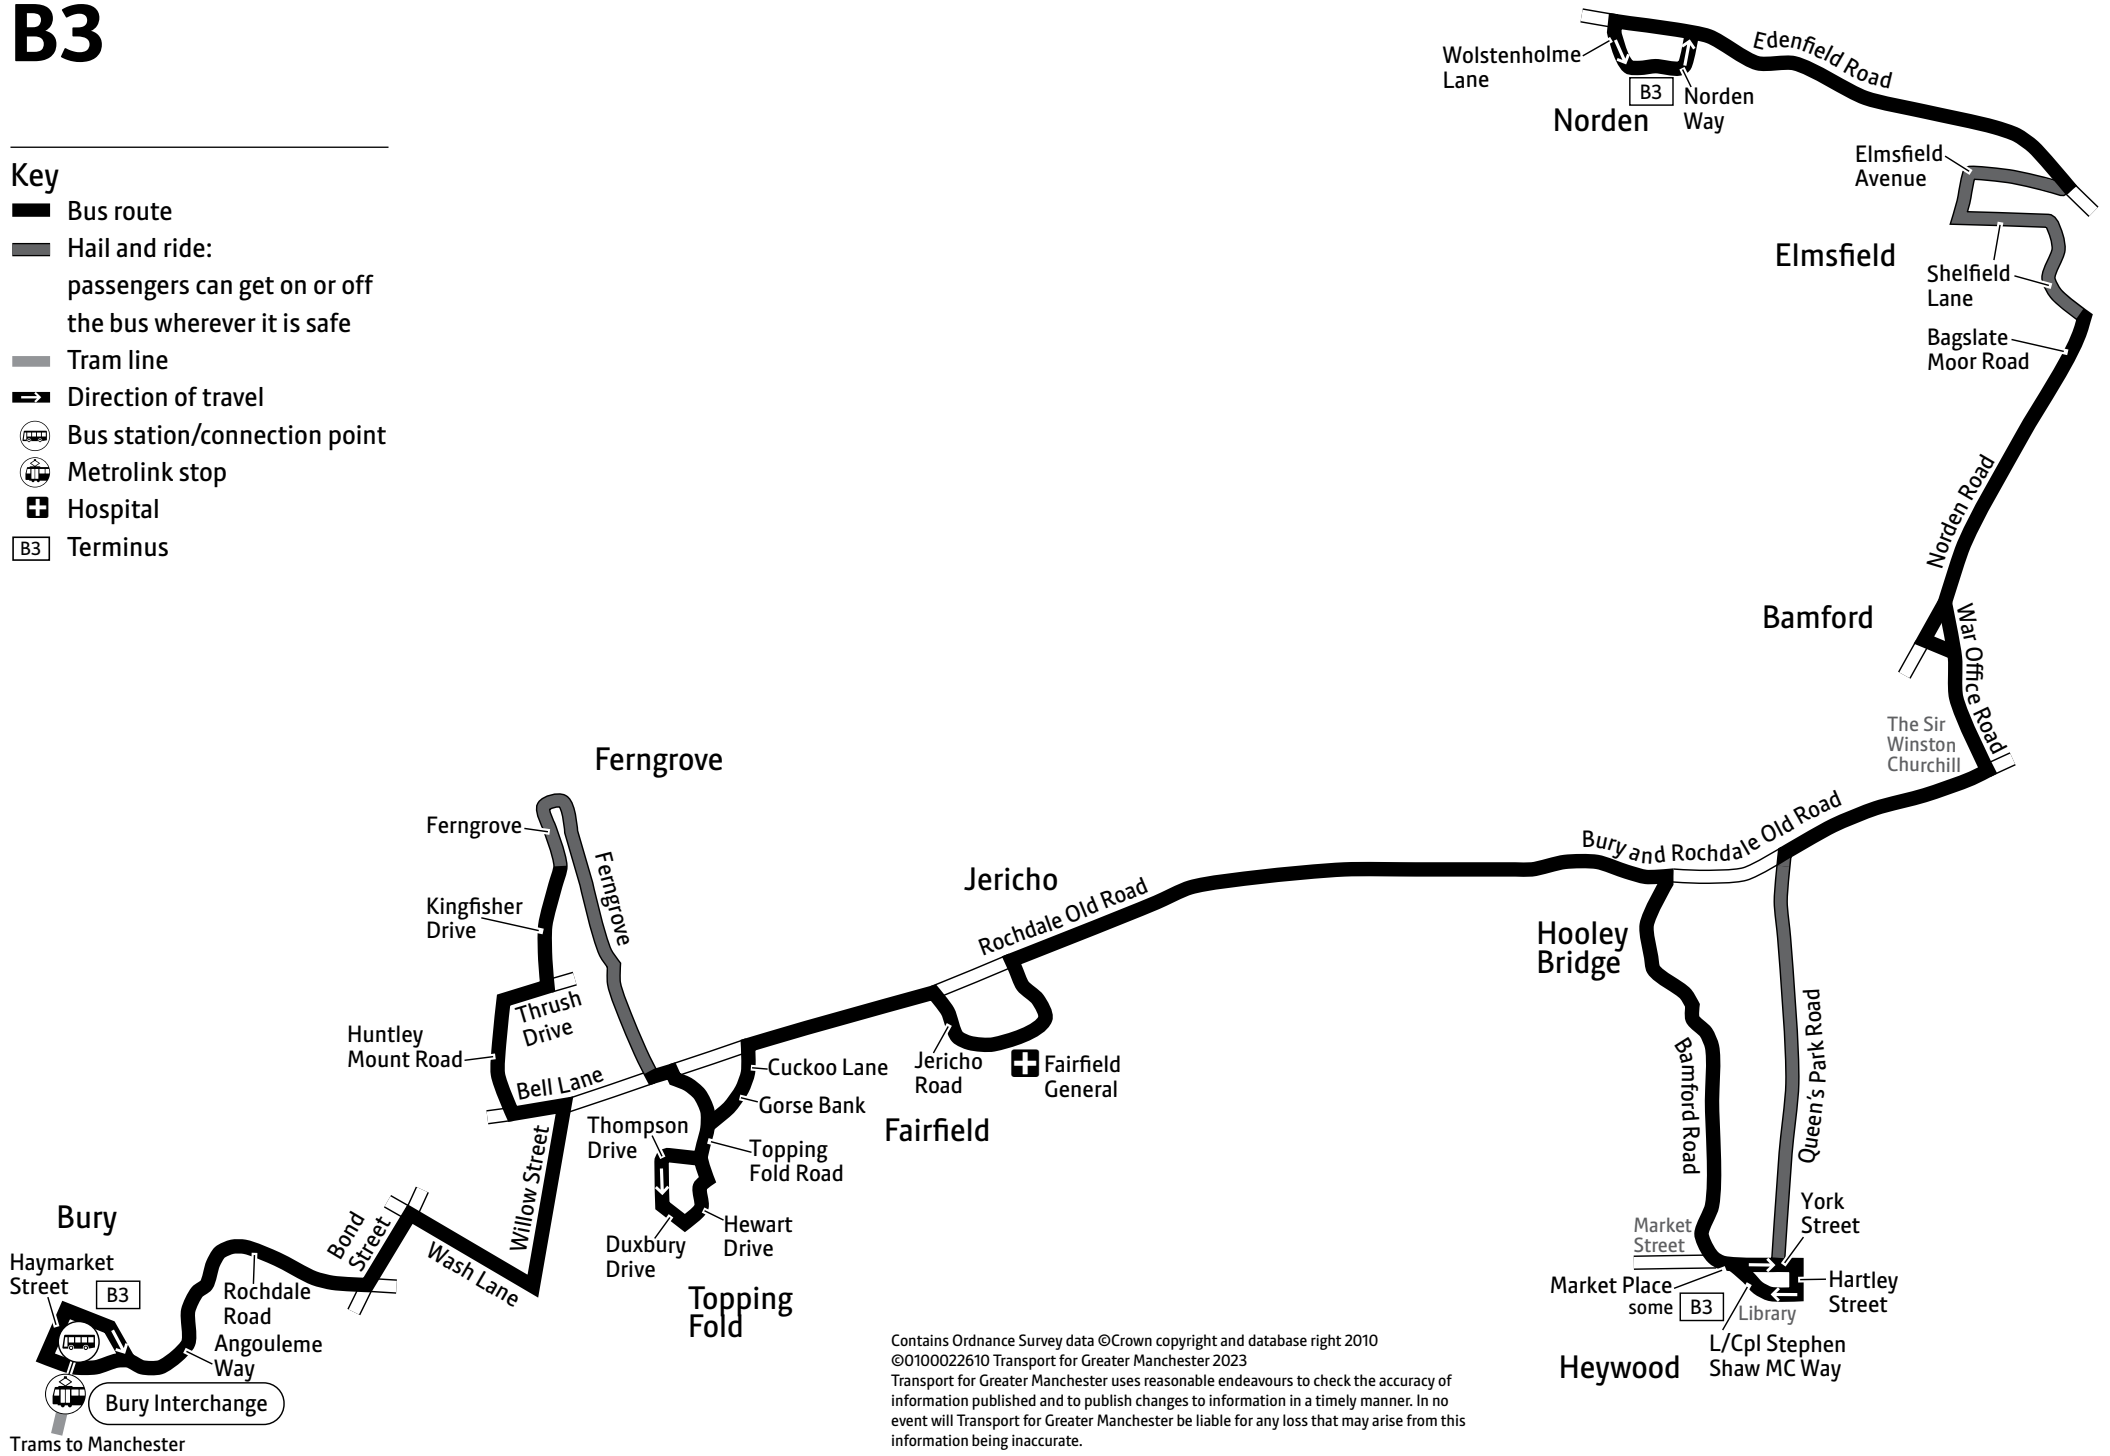 B3
Key
Bus route
Hail and ride:
passengers can get on or off
the bus wherever it is safe
Tram line
Direction of travel
Bus station/connection point
Metrolink stop
Hospital
B3
Terminus
Wolstenholme
Lane
B3
Norden
Way
Norden
Edenfield Road
Elmsfield
Avenue
Elmsfield
Shelfield
Lane
Bagslate
Moor Road
Norden Road
Bamford
War Office Road
The Sir
Winston
Churchill
Bury and Rochdale Old Road
Ferngrove
Ferngrove
Ferngrove
Kingfisher
Drive
Thrush
Drive
Huntley
Mount Road
Bell Lane
Willow Street
Jericho
Rochdale Old Road
Cuckoo Lane
Gorse Bank
Jericho
Road
Fairfield
General
Fairfield
Thompson
Drive
Topping
Fold Road
Hewart
Drive
Duxbury
Drive
Topping
Fold
Hooley
Bridge
Bamford Road
Queen's Park Road
York
Street
Market
Street
Market Place
some
B3
Library
Hartley
Street
L/Cpl Stephen
Shaw MC Way
Heywood
Bury
Haymarket
Street
B3
Bond
Street
Wash Lane
Rochdale
Road
Angouleme
Way
Bury Interchange
Trams to Manchester
Contains Ordnance Survey data ©Crown copyright and database right 2010
©0100022610 Transport for Greater Manchester 2023
Transport for Greater Manchester uses reasonable endeavours to check the accuracy of
information published and to publish changes to information in a timely manner. In no
event will Transport for Greater Manchester be liable for any loss that may arise from this
information being inaccurate.